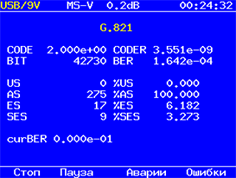 USB/9V MS-V 0.2dB 00:24:32
G.821
CODE 2.000e+00 CODER 3.551e-09
BIT 42730 BER 1.642e-04
US 0 %US 0.000
AS 275 %AS 100.000
ES 17 %ES 6.182
SES 9 %SES 3.273
curBER 0.000e-01
Стоп Пауза Аварии Ошибки